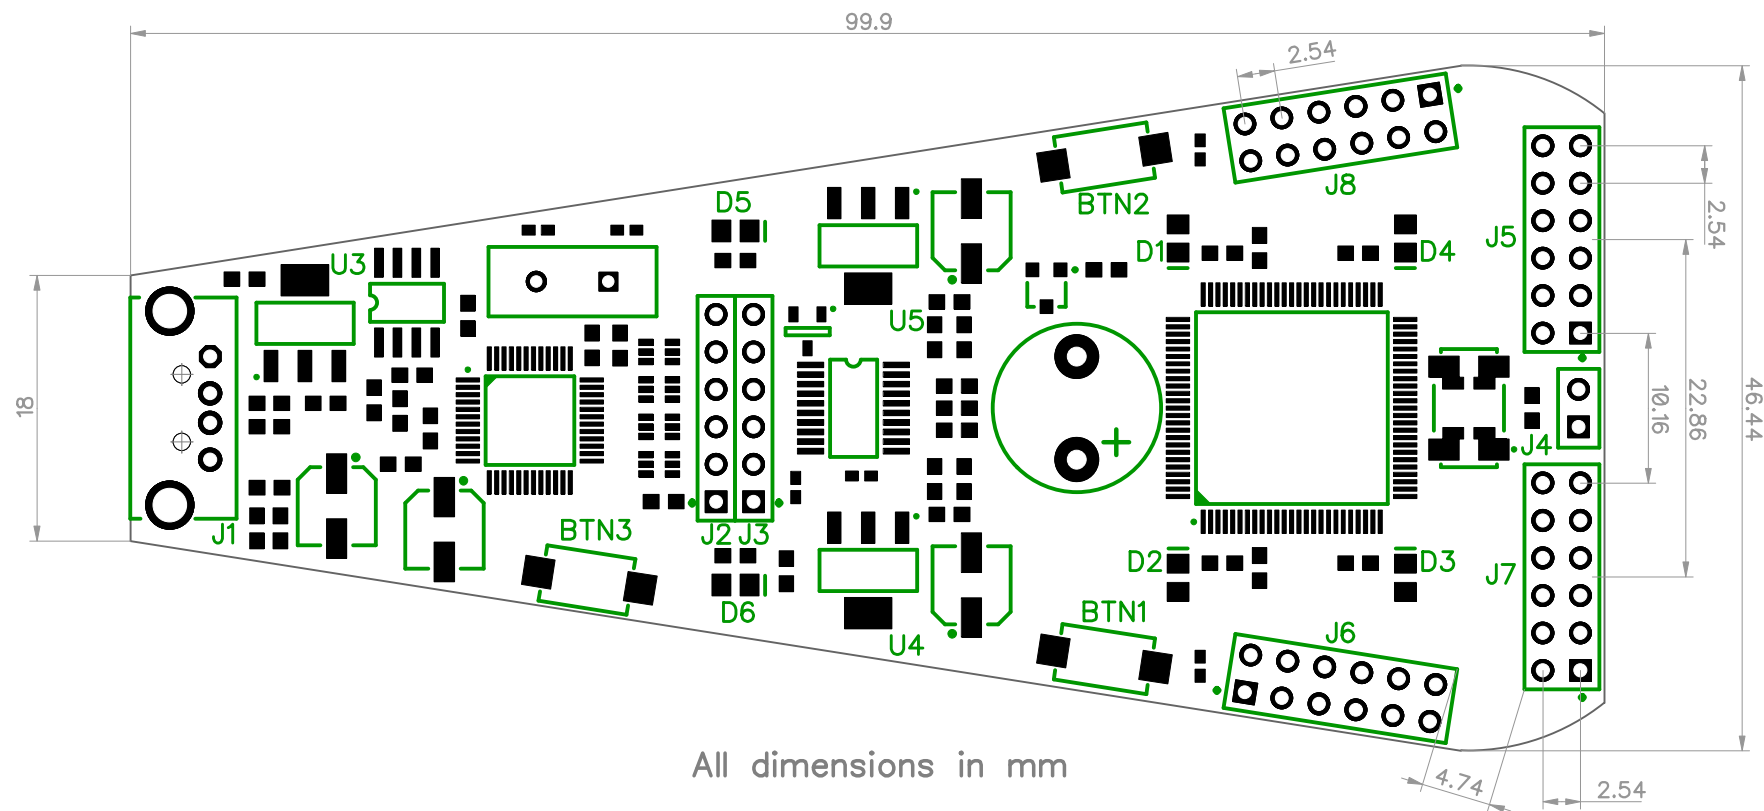 99.9
2.54
J8
BTN2
D5
J5
2.54
D1
D4
U3
U5
18
10.16
22.86
46.44
J4
J1
BTN3
J2 J3
D2
D3
J7
D6
BTN1
J6
U4
All dimensions in mm
4.74
2.54